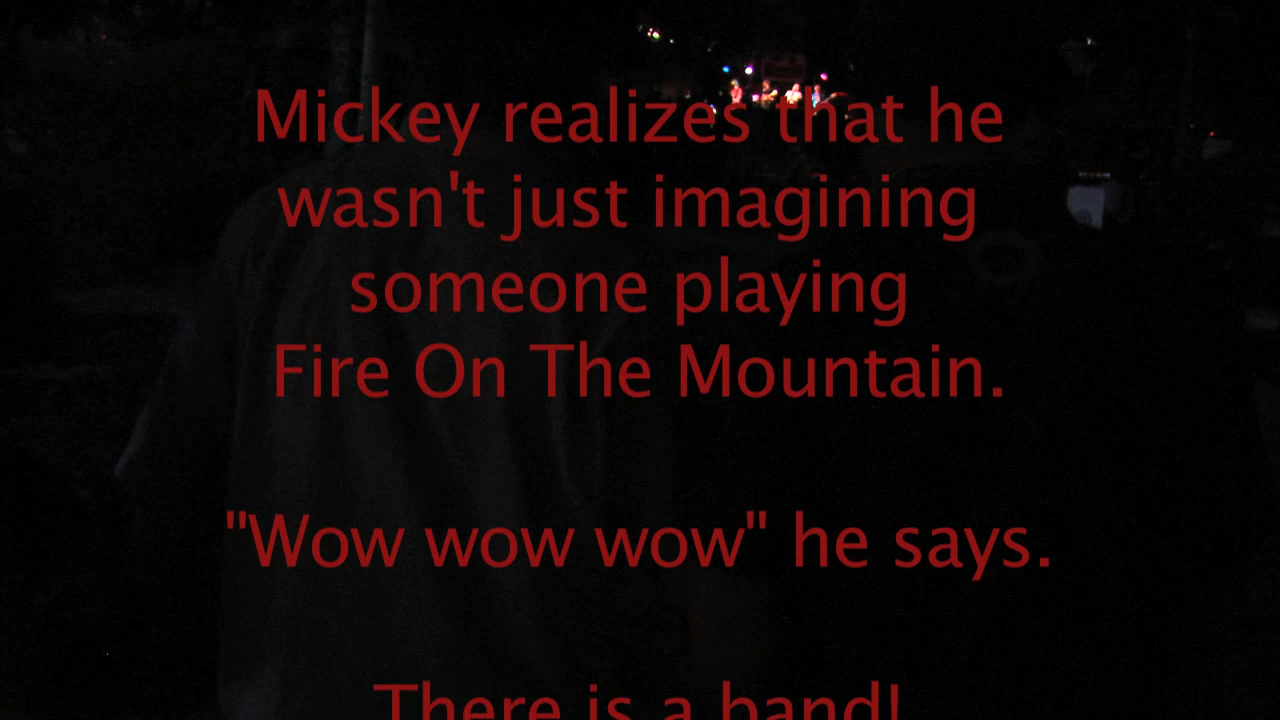 Mickey realizes that he
wasn't just imagining
someone playing
Fire On The Mountain.
"Wow wow wow" he says.
There is a band!